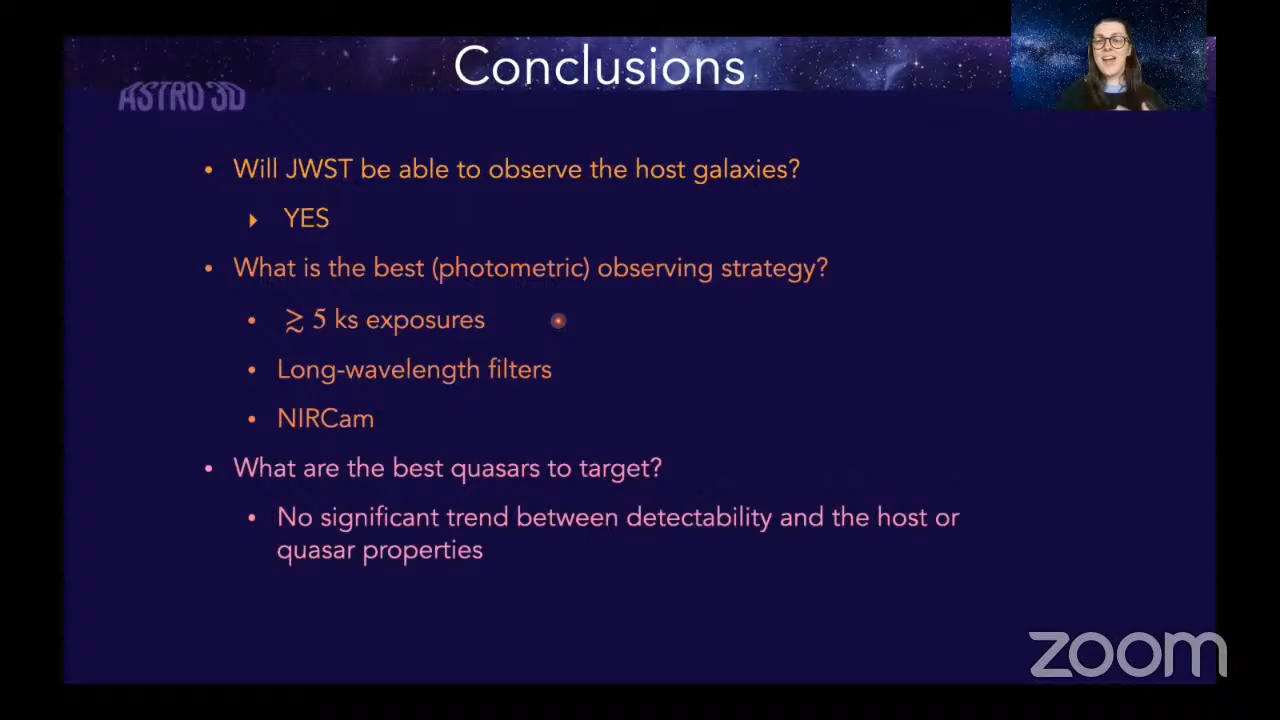 Conclusions
ASTRO 3D
• Will JWST be able to observe the host galaxies?
‣ YES
• What is the best (photometric) observing strategy?
• ≳ 5 ks exposures
• Long-wavelength filters
• NIRCam
• What are the best quasars to target?
• No significant trend between detectability and the host or
quasar properties
zoom